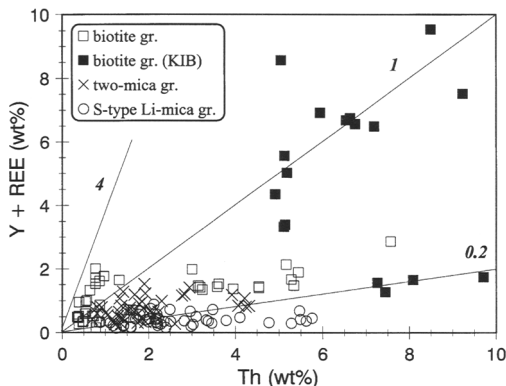 10
8
6
4
2
0
Y + REE (wt%)
biotite gr.
biotite gr. (KIB)
two-mica gr.
S-type Li-mica gr.
4
1
0.2
0 2 4 6 8 10
Th (wt%)